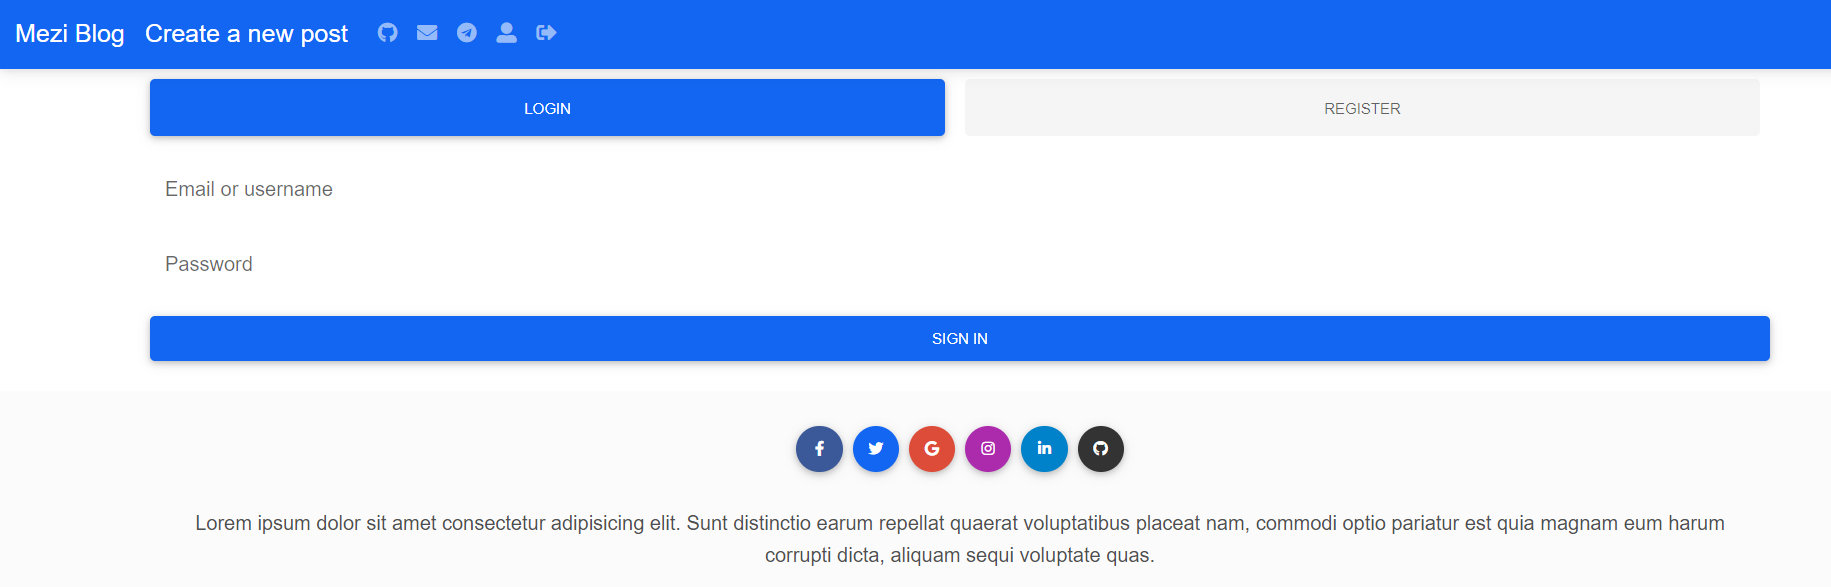 Mezi Blog Create a new post
LOGIN REGISTER
Email or username
Password
SIGN IN
Lorem ipsum dolor sit amet consectetur adipisicing elit. Sunt distinctio earum repellat quaerat voluptatibus placeat nam, commodi optio pariatur est quia magnam eum harum
corrupti dicta, aliquam sequi voluptate quas.